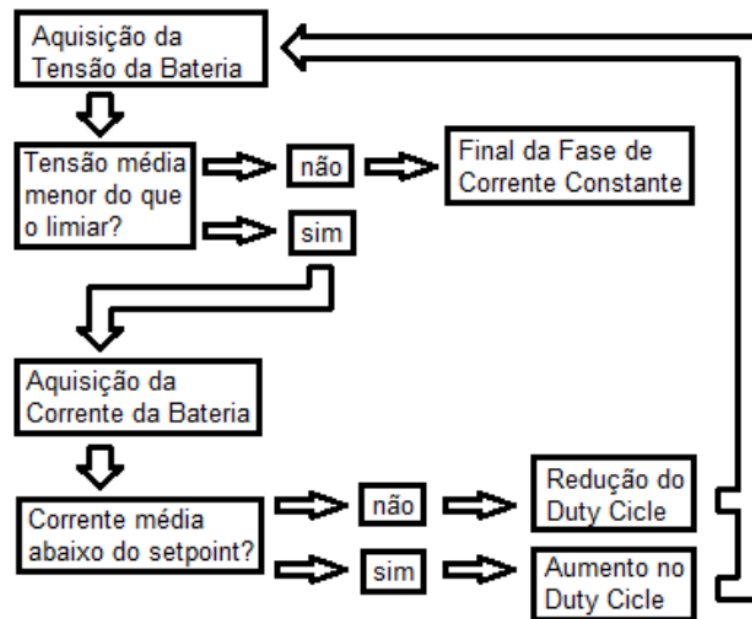 Aquisição da
Tensão da Bateria
Tensão média
menor do que
o limiar?
não
Final da Fase de
Corrente Constante
sim
Aquisição da
Corrente da Bateria
Corrente média
abaixo do setpoint?
não
Redução do
Duty Cicle
sim
Aumento no
Duty Cicle